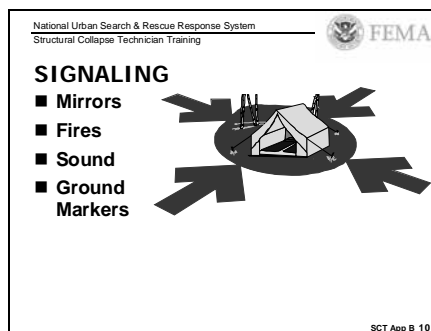 National Urban Search & Rescue Response System
Structural Collapse Technician Training
FEMA
SIGNALING
■ Mirrors
■ Fires
■ Sound
■ Ground
Markers
SCT App B 10